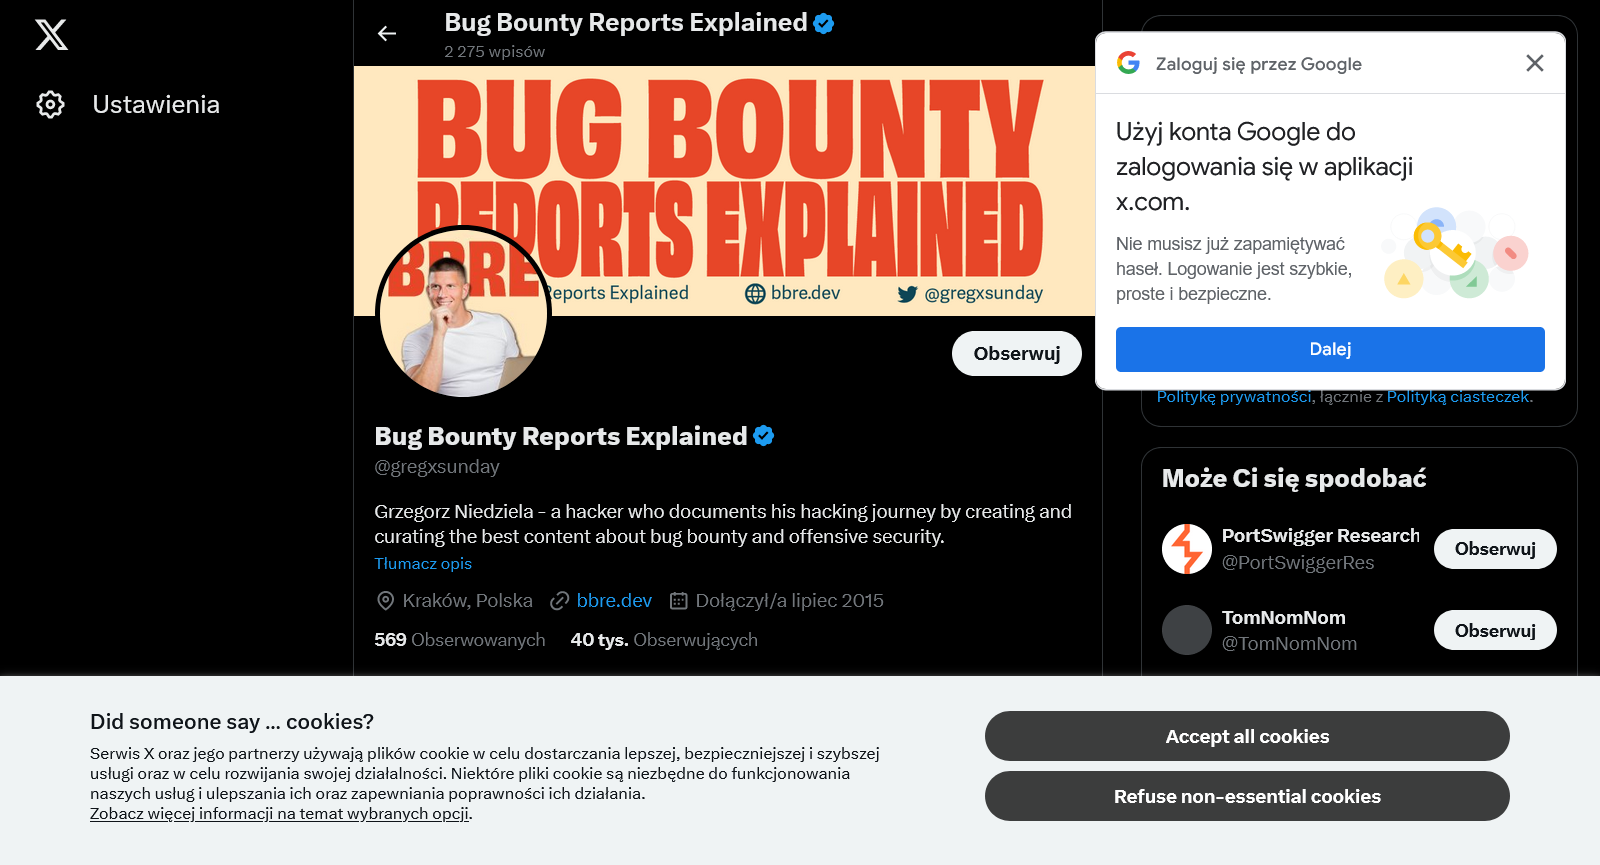 Ustawienia
Bug Bounty Reports Explained
2 275 wpisów
BUG BOUNTY
REPORTS EXPLAINED
BBRE
Reports Explained
bbre.dev
@gregxsunday
Obserwuj
Bug Bounty Reports Explained
@gregxsunday
Grzegorz Niedziela - a hacker who documents his hacking journey by creating and
curating the best content about bug bounty and offensive security.
Tłumacz opis
Kraków, Polska bbre.dev Dołączył/a lipiec 2015
569 Obserwowanych 40 tys. Obserwujących
Zaloguj się przez Google
Użyj konta Google do
zalogowania się w aplikacji
x.com.
Nie musisz już zapamiętywać
haseł. Logowanie jest szybkie,
proste i bezpieczne.
Dalej
Politykę prywatności, łącznie z Polityką ciasteczek.
Może Ci się spodobać
PortSwigger Research
@PortSwiggerRes
Obserwuj
TomNomNom
@TomNomNom
Obserwuj
Did someone say … cookies?
Serwis X oraz jego partnerzy używają plików cookie w celu dostarczania lepszej, bezpieczniejszej i szybszej
usługi oraz w celu rozwijania swojej działalności. Niektóre pliki cookie są niezbędne do funkcjonowania
naszych usług i ulepszania ich oraz zapewniania poprawności ich działania.
Zobacz więcej informacji na temat wybranych opcji.
Accept all cookies
Refuse non-essential cookies